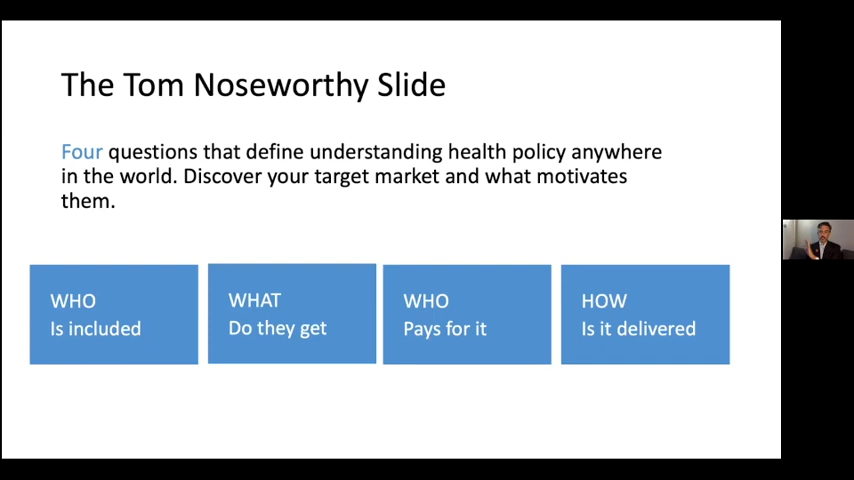 The Tom Noseworthy Slide
Four questions that define understanding health policy anywhere
in the world. Discover your target market and what motivates
them.
WHO
Is included
WHAT
Do they get
WHO
Pays for it
HOW
Is it delivered